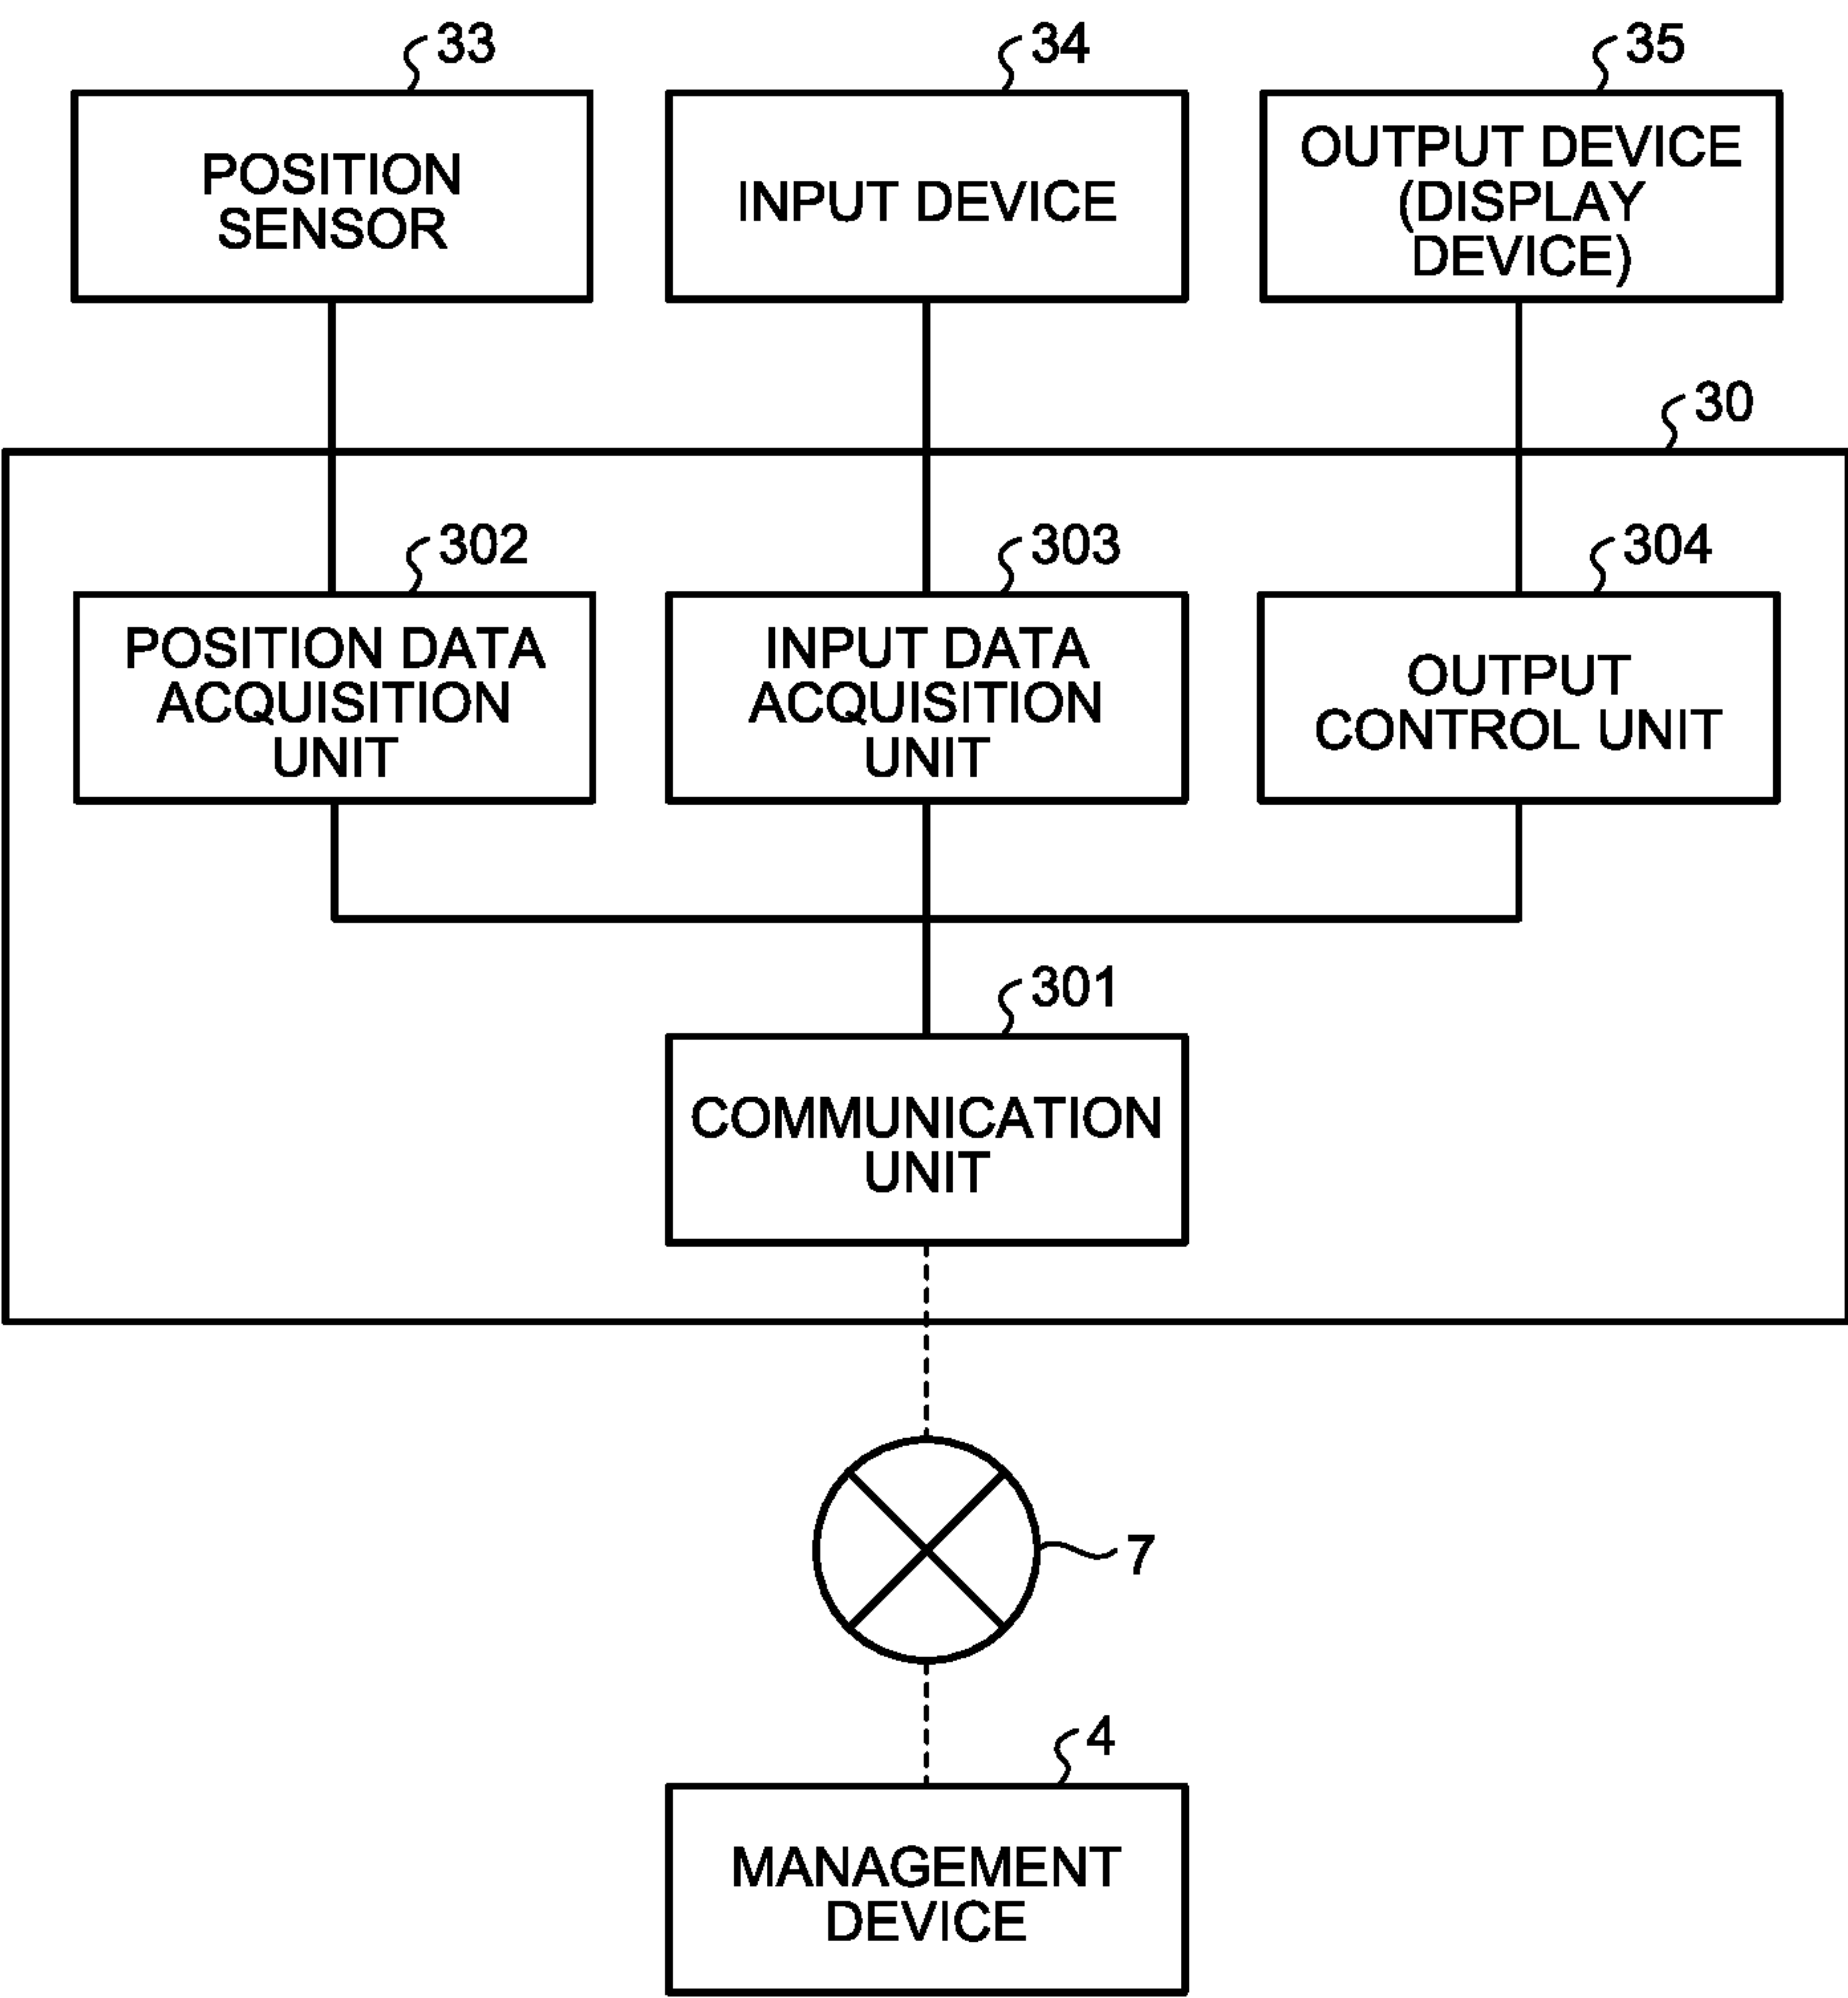 33
34
35
POSITION
SENSOR
INPUT DEVICE
OUTPUT DEVICE
(DISPLAY
DEVICE)
30
302
303
304
POSITION DATA
ACQUISITION
UNIT
INPUT DATA
ACQUISITION
UNIT
OUTPUT
CONTROL UNIT
301
COMMUNICATION
UNIT
7
4
MANAGEMENT
DEVICE